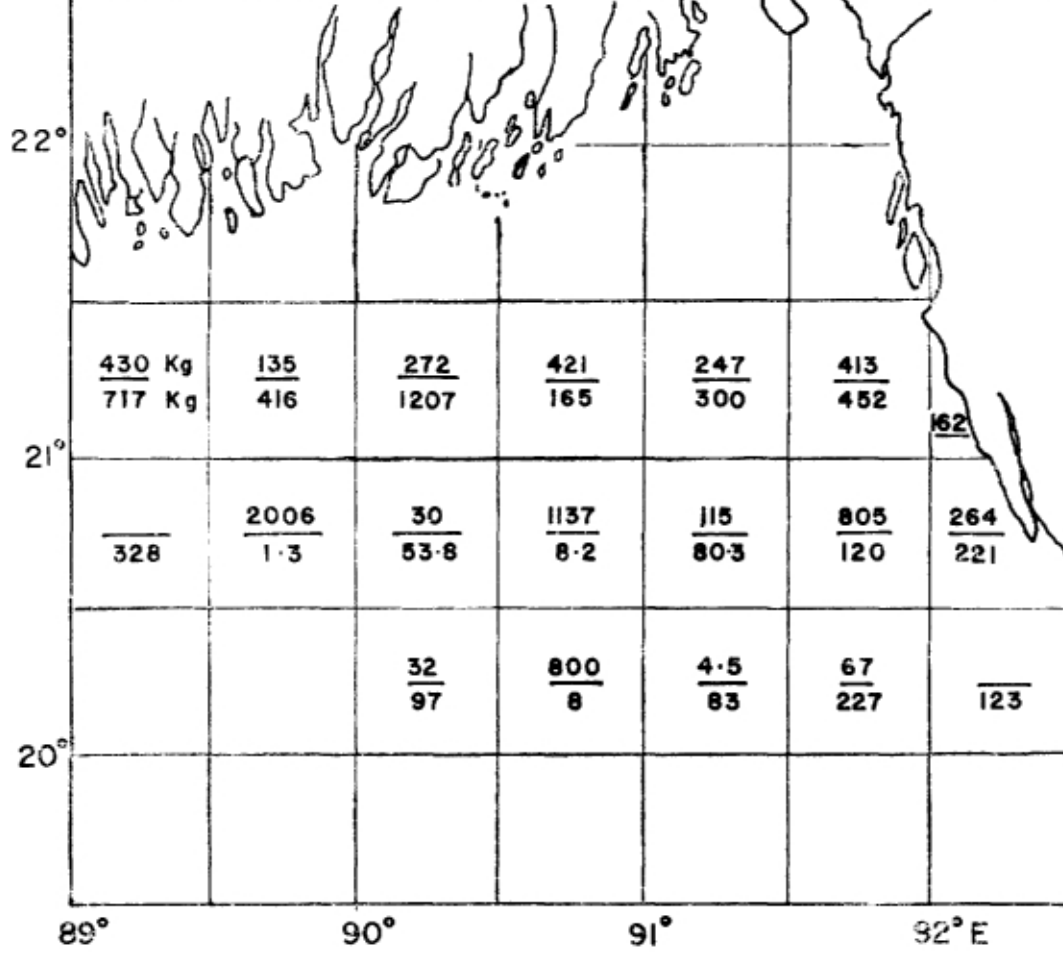 22°
430 Kg 135 272 421 247 413
717 Kg 416 1207 165 300 452
162
21°
2006 30 1137 115 805 264
328 1·3 53·8 8·2 80·3 120 221
32 800 4·5 67
97 8 83 227 123
20°
89° 90° 91° 92° E